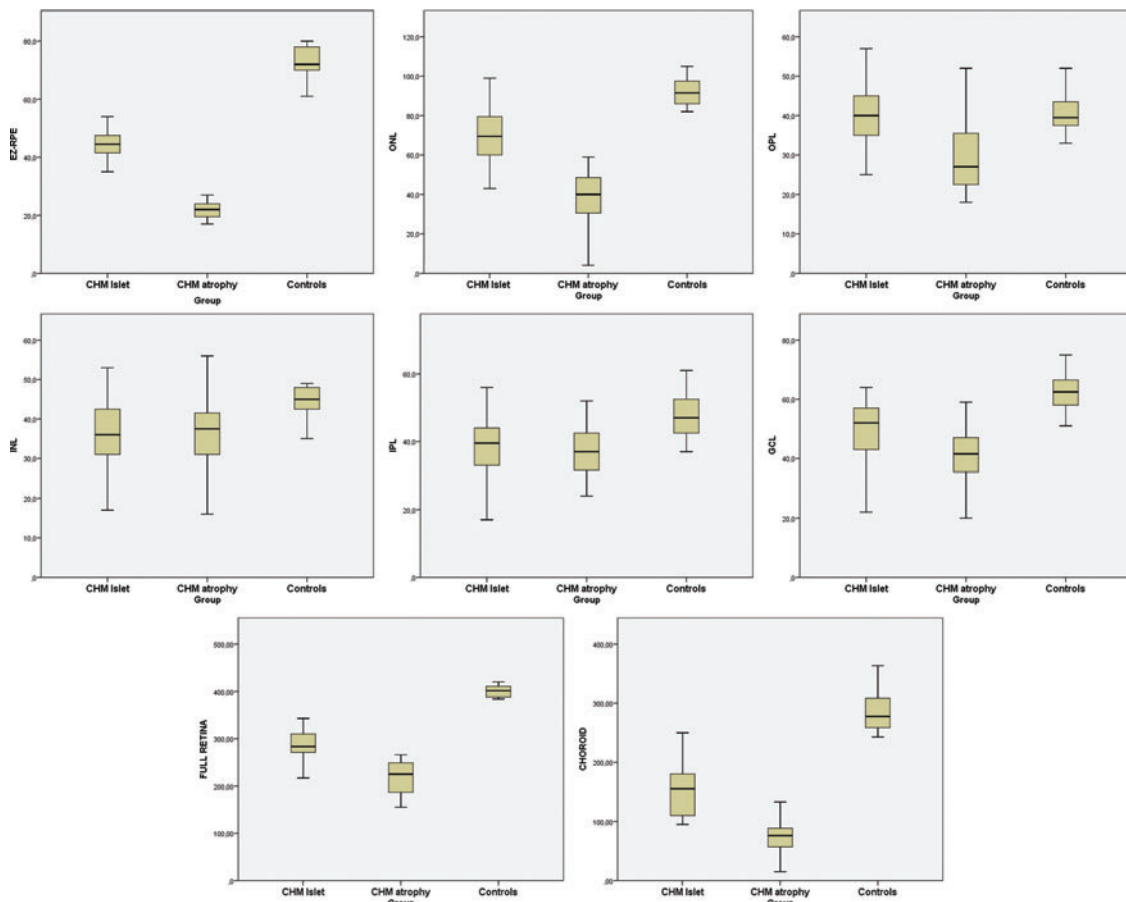 80,0
60,0
40,0
20,0
,0
EZ-RPE
CHM Islet CHM atrophy Controls
Group
120,0
100,0
80,0
60,0
40,0
20,0
,0
ONL
CHM Islet CHM atrophy Controls
Group
60,0
50,0
40,0
30,0
20,0
10,0
,0
OPL
CHM Islet CHM atrophy Controls
Group
60,0
50,0
40,0
30,0
20,0
10,0
,0
INL
CHM Islet CHM atrophy Controls
Group
60,0
40,0
20,0
,0
IPL
CHM Islet CHM atrophy Controls
Group
80,0
60,0
40,0
20,0
,0
GCL
CHM Islet CHM atrophy Controls
Group
500,00
400,00
300,00
200,00
100,00
,0
FULL RETINA
CHM Islet CHM atrophy Controls
Group
400,00
300,00
200,00
100,00
,00
CHOROID
CHM Islet CHM atrophy Controls
Group